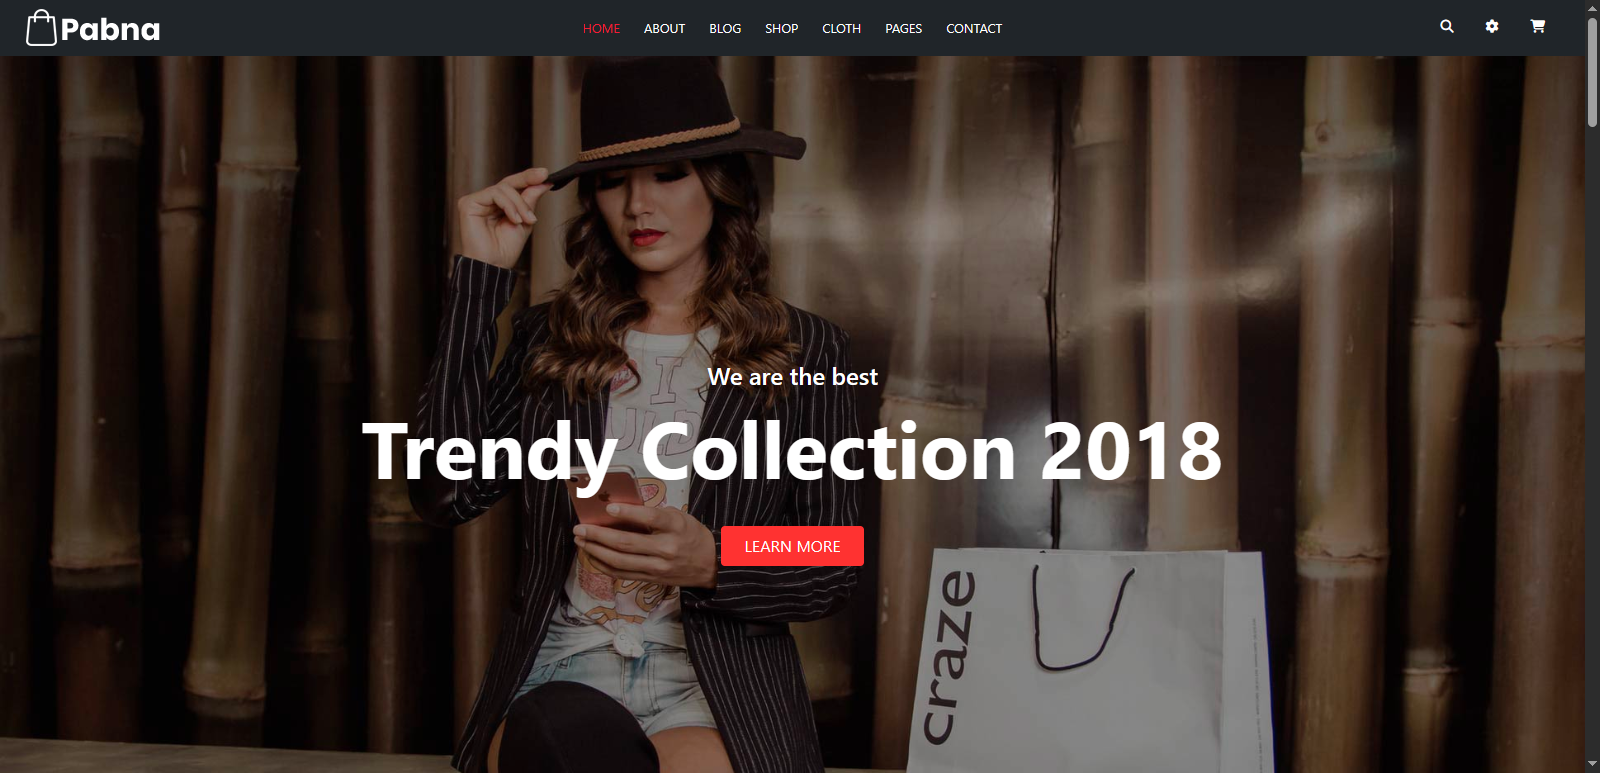 Pabna
HOME ABOUT BLOG SHOP CLOTH PAGES CONTACT
We are the best
Trendy Collection 2018
LEARN MORE
craze